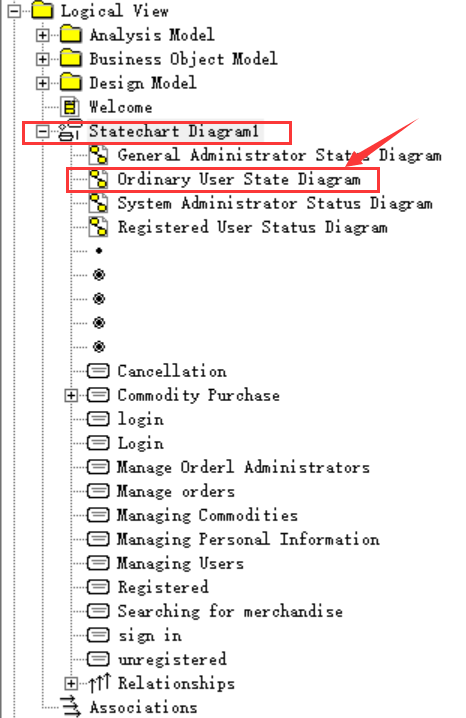 Logical View
Analysis Model
Business Object Model
Design Model
Welcome
Statechart Diagram1
General Administrator Status Diagram
Ordinary User State Diagram
System Administrator Status Diagram
Registered User Status Diagram
Cancellation
Commodity Purchase
login
Login
Manage Orderl Administrators
Manage orders
Managing Commodities
Managing Personal Information
Managing Users
Registered
Searching for merchandise
sign in
unregistered
Relationships
Associations